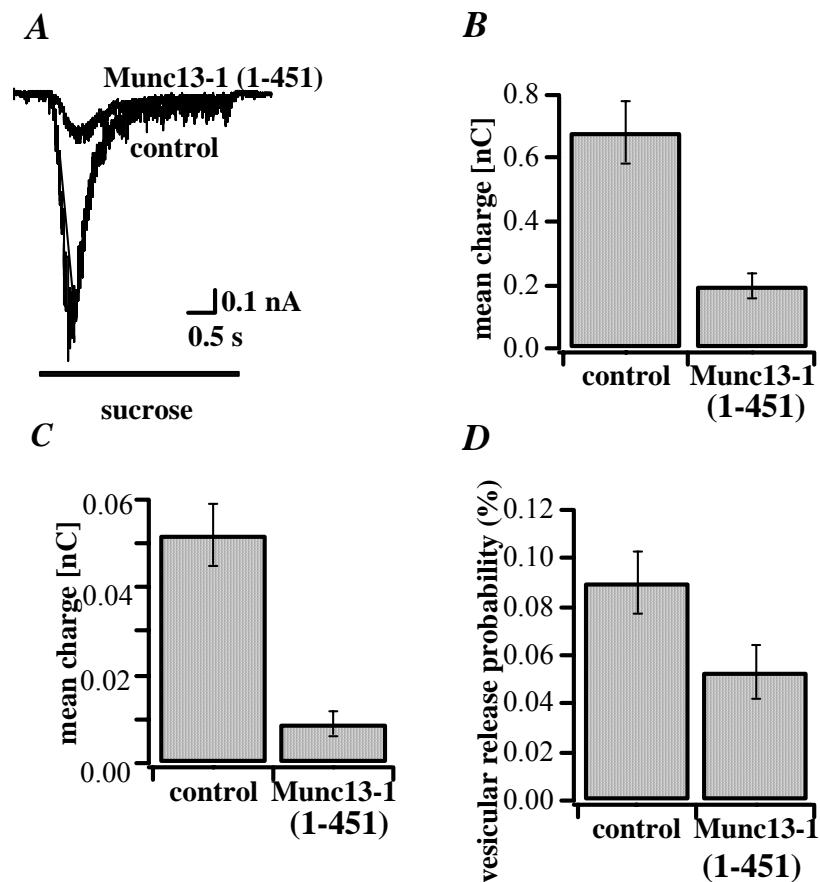 A
Munc13-1 (1-451)
control
0.1 nA
0.5 s
sucrose
B
mean charge [nC]
0.8
0.6
0.4
0.2
0.0
control
Munc13-1
(1-451)
C
mean charge [nC]
0.06
0.04
0.02
0.00
control
Munc13-1
(1-451)
D
vesicular release probability (%)
0.12
0.10
0.08
0.06
0.04
0.02
0.00
control
Munc13-1
(1-451)